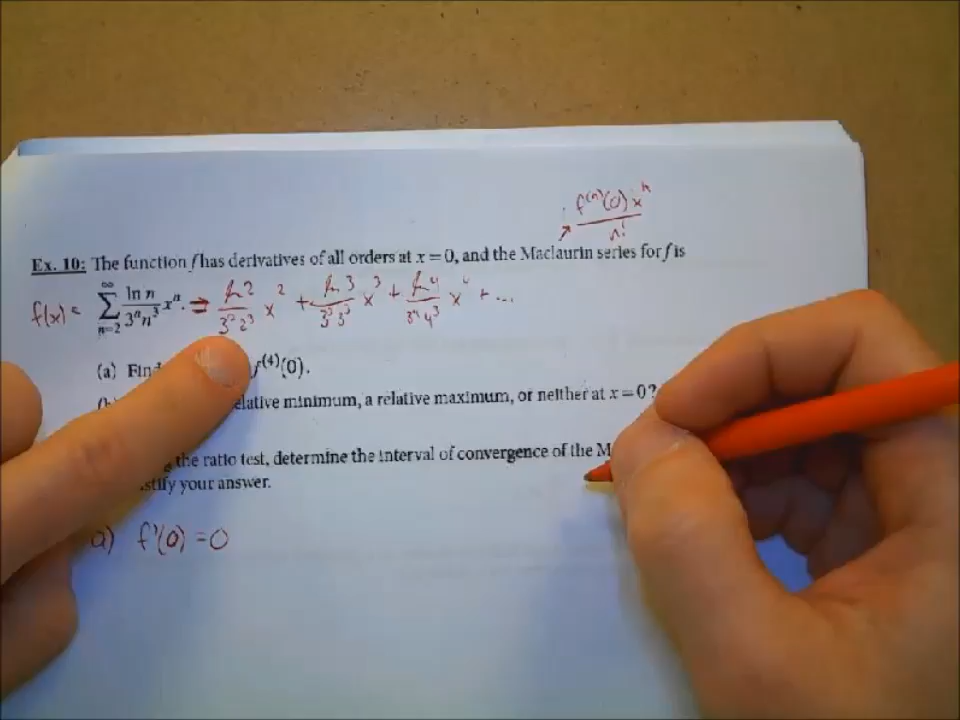 f⁽ⁿ⁾(0) xⁿ / n!
Ex. 10: The function f has derivatives of all orders at x = 0, and the Maclaurin series for f is
f(x) = ∞ ∑ n=2 ln n / 3ⁿn³ xⁿ. ⇒ ln 2 / 3²2³ x² + ln 3 / 3³3³ x³ + ln 4 / 3⁴4³ x⁴ + ...
(a) f⁽⁴⁾(0).
relative minimum, a relative maximum, or neither at x = 0?
the ratio test, determine the interval of convergence of the
your answer.
a) f'(0) = 0